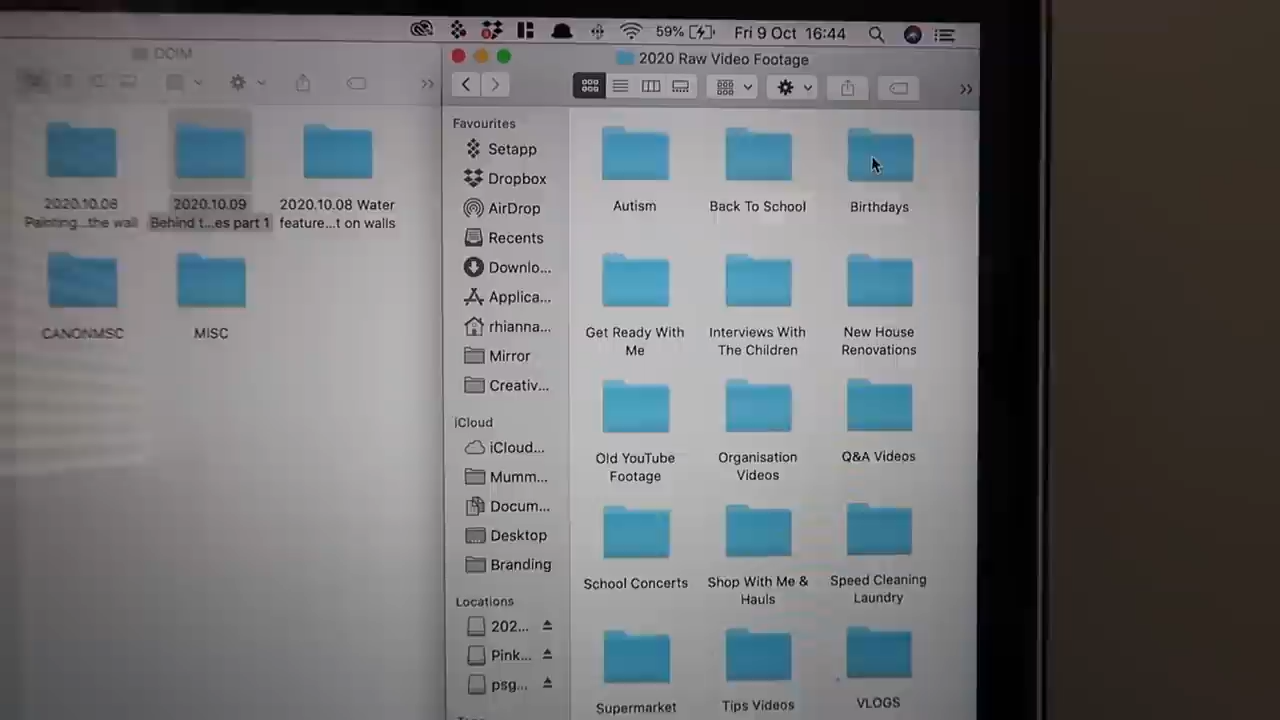 59%
Fri 9 Oct 16:44
DCIM
2020.10.08
Painting...the wall
2020.10.09
Behind t...es part 1
2020.10.08 Water
feature...t on walls
CANONMSC
MISC
2020 Raw Video Footage
Favourites
Setapp
Dropbox
AirDrop
Recents
Downlo...
Applica...
rhianna...
Mirror
Creativ...
iCloud
iCloud...
Mumm...
Docum...
Desktop
Branding
Locations
202...
Pink...
psg...
Autism
Back To School
Birthdays
Get Ready With
Me
Interviews With
The Children
New House
Renovations
Old YouTube
Footage
Organisation
Videos
Q&A Videos
School Concerts
Shop With Me &
Hauls
Speed Cleaning
Laundry
Supermarket
Tips Videos
VLOGS